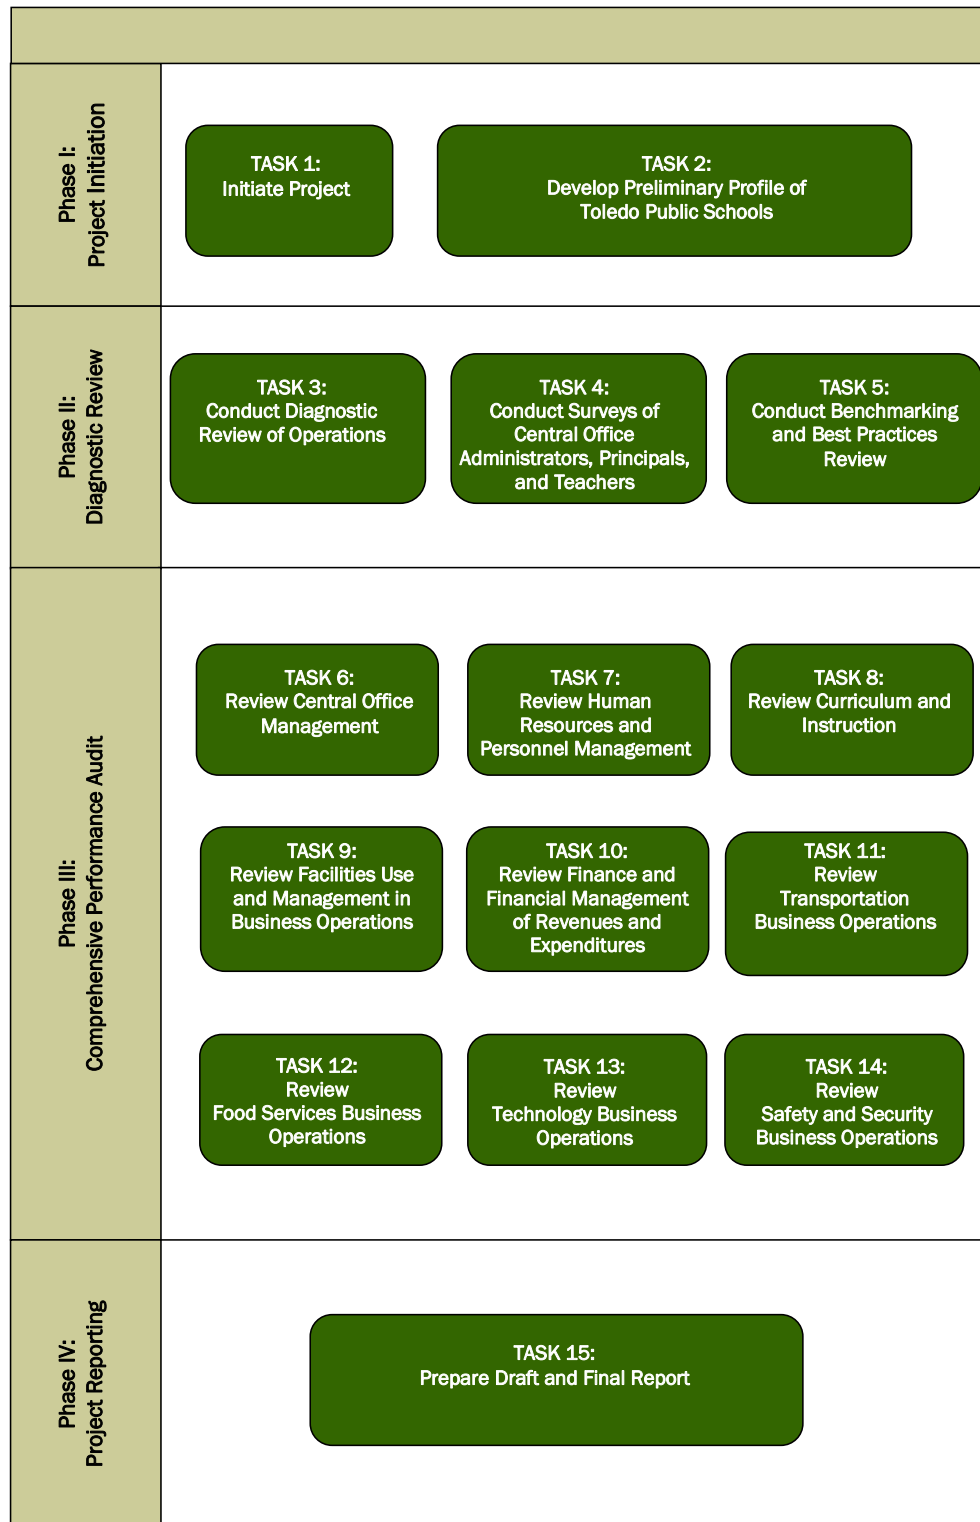 Phase I:
Project Initiation
TASK 1:
Initiate Project
TASK 2:
Develop Preliminary Profile of
Toledo Public Schools
Phase II:
Diagnostic Review
TASK 3:
Conduct Diagnostic
Review of Operations
TASK 4:
Conduct Surveys of
Central Office
Administrators, Principals,
and Teachers
TASK 5:
Conduct Benchmarking
and Best Practices
Review
Phase III:
Comprehensive Performance Audit
TASK 6:
Review Central Office
Management
TASK 7:
Review Human
Resources and
Personnel Management
TASK 8:
Review Curriculum and
Instruction
TASK 9:
Review Facilities Use
and Management in
Business Operations
TASK 10:
Review Finance and
Financial Management
of Revenues and
Expenditures
TASK 11:
Review
Transportation
Business Operations
TASK 12:
Review
Food Services Business
Operations
TASK 13:
Review
Technology Business
Operations
TASK 14:
Review
Safety and Security
Business Operations
Phase IV:
Project Reporting
TASK 15:
Prepare Draft and Final Report